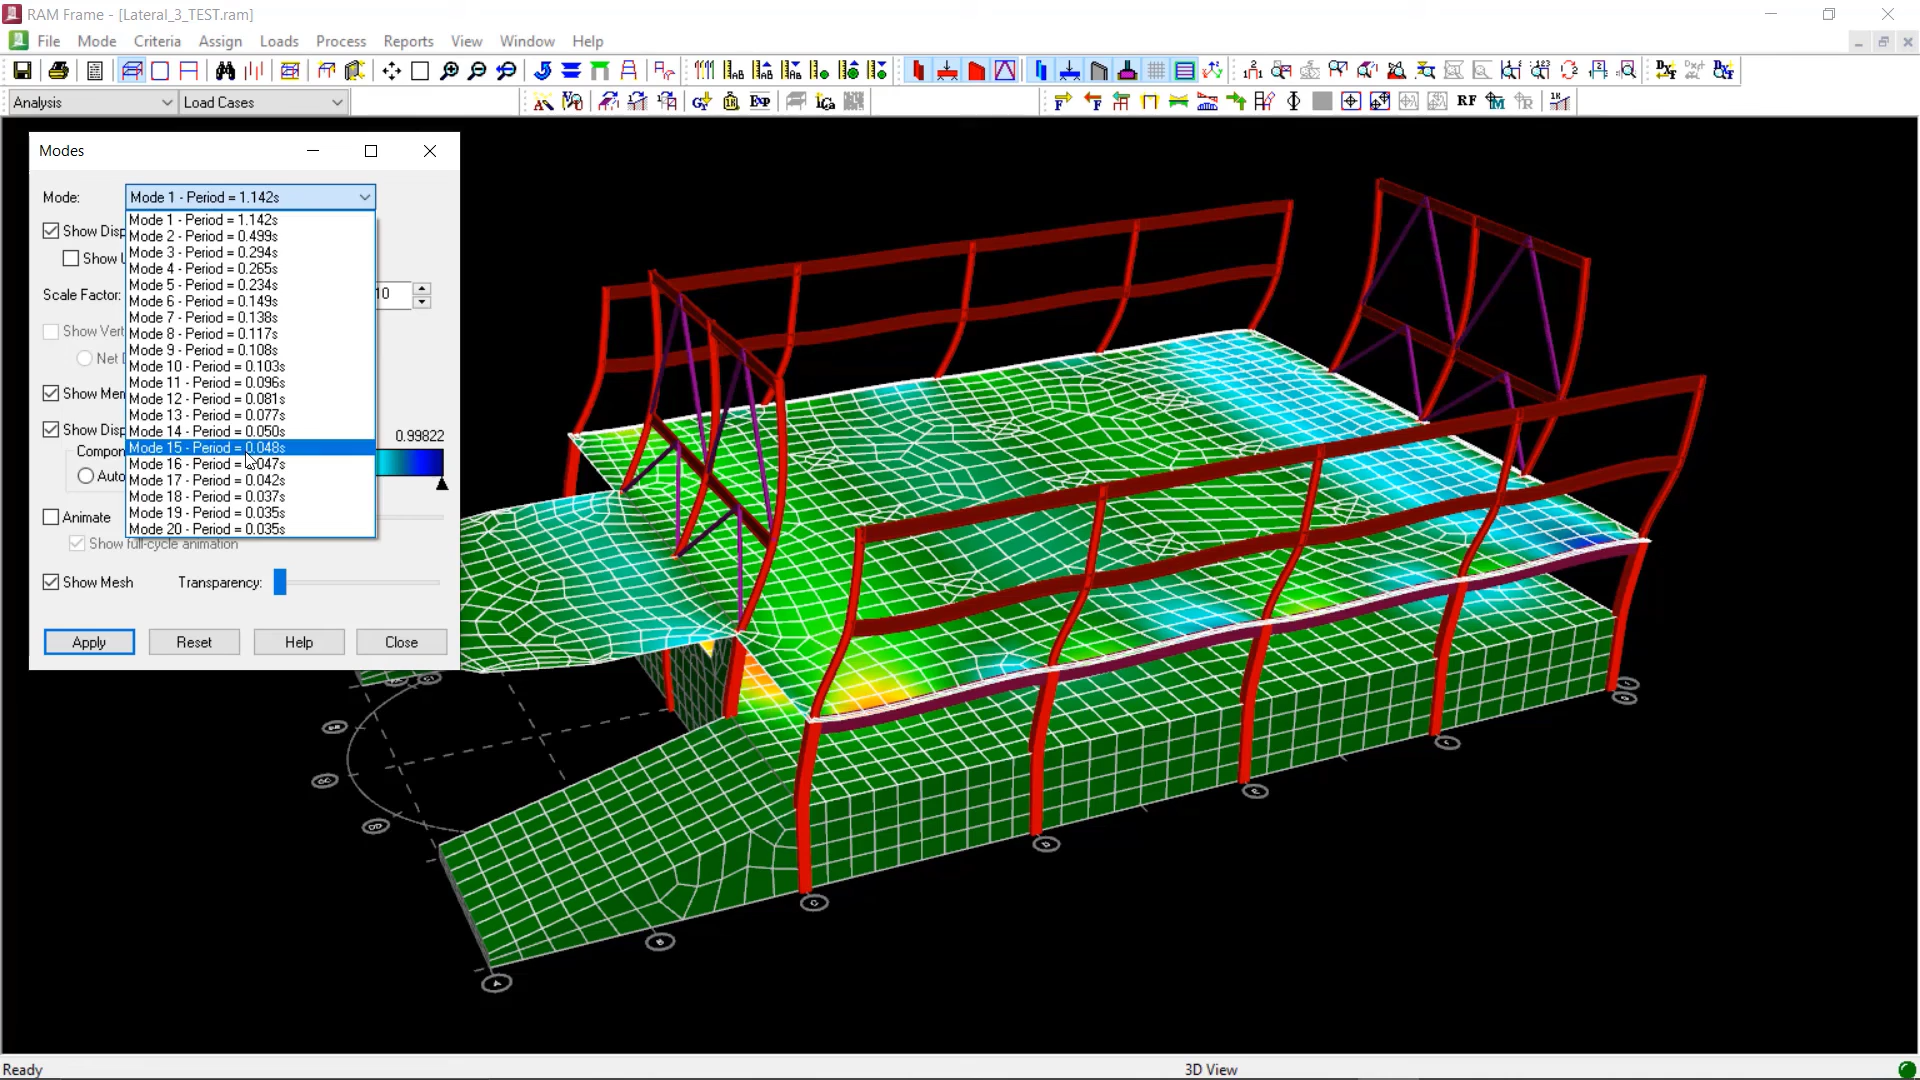 RAM Frame - [Lateral_3_TEST.ram]
File Mode Criteria Assign Loads Process Reports View Window Help
Analysis Load Cases
RF
Modes
Mode: Mode 1 - Period = 1.142s
Mode 1 - Period = 1.142s
Mode 2 - Period = 0.499s
Mode 3 - Period = 0.294s
Mode 4 - Period = 0.265s
Mode 5 - Period = 0.234s
Mode 6 - Period = 0.149s
Mode 7 - Period = 0.138s
Mode 8 - Period = 0.117s
Mode 9 - Period = 0.108s
Mode 10 - Period = 0.103s
Mode 11 - Period = 0.096s
Mode 12 - Period = 0.081s
Mode 13 - Period = 0.077s
Mode 14 - Period = 0.050s
Mode 15 - Period = 0.048s
Mode 16 - Period = 0.047s
Mode 17 - Period = 0.042s
Mode 18 - Period = 0.037s
Mode 19 - Period = 0.035s
Mode 20 - Period = 0.035s
Show Disp
Show U
Scale Factor: 10
Show Vert
Net D
Show Mem
Show Disp 0.99822
Compon
Auto
Animate
Show full-cycle animation
Show Mesh Transparency:
Apply Reset Help Close
C
D
E
B
A
Ready 3D View